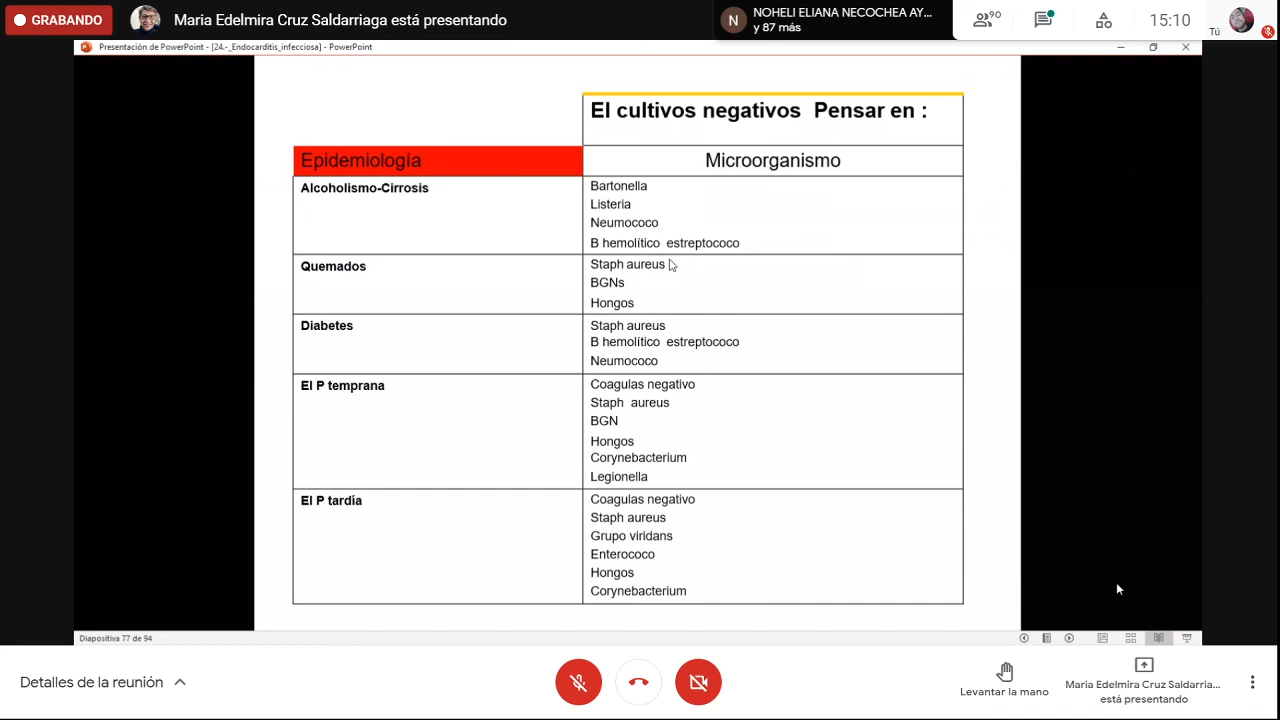 GRABANDO
Maria Edelmira Cruz Saldarriaga está presentando
N
NOHELI ELIANA NECOCHEA AY...
y 87 más
90
15:10
Tú
Presentación de PowerPoint - [24.-_Endocarditis_infecciosa] - PowerPoint
EI cultivos negativos Pensar en :
Epidemiología
Microorganismo
Alcoholismo-Cirrosis
Bartonella
Listeria
Neumococo
B hemolítico estreptococo
Quemados
Staph aureus
BGNs
Hongos
Diabetes
Staph aureus
B hemolítico estreptococo
Neumococo
EI P temprana
Coagulas negativo
Staph aureus
BGN
Hongos
Corynebacterium
Legionella
EI P tardía
Coagulas negativo
Staph aureus
Grupo viridans
Enterococo
Hongos
Corynebacterium
Diapositiva 77 de 94
Detalles de la reunión
Levantar la mano
Maria Edelmira Cruz Saldarria...
está presentando